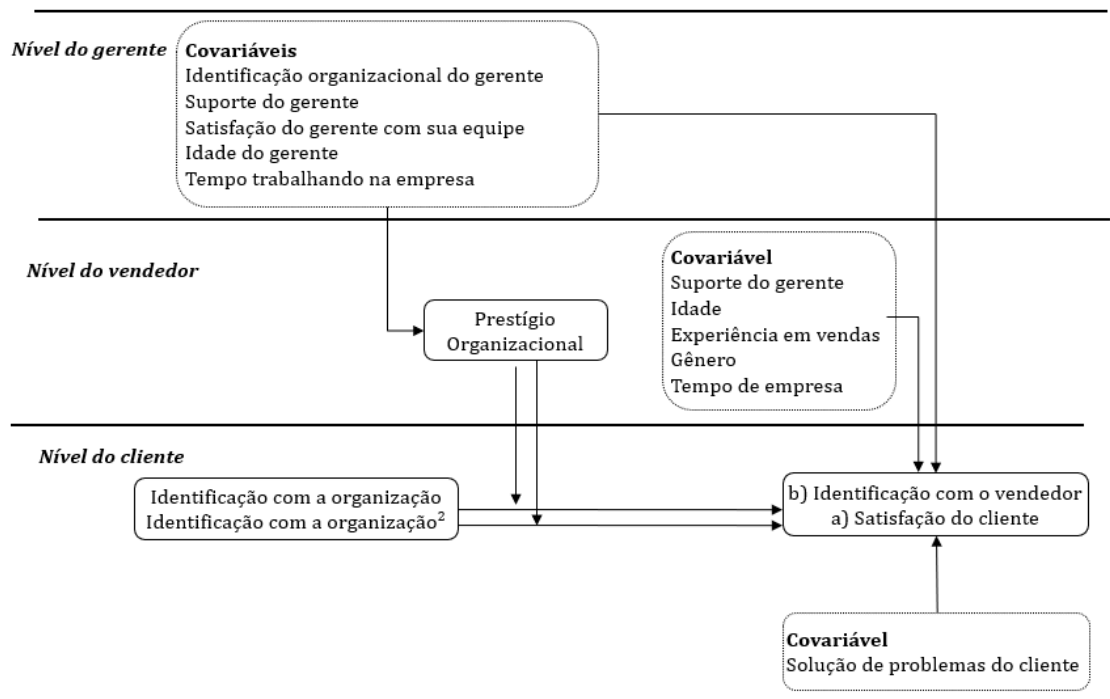 Nível do gerente
Covariáveis
Identificação organizacional do gerente
Suporte do gerente
Satisfação do gerente com sua equipe
Idade do gerente
Tempo trabalhando na empresa
Nível do vendedor
Prestígio
Organizacional
Covariável
Suporte do gerente
Idade
Experiência em vendas
Gênero
Tempo de empresa
Nível do cliente
Identificação com a organização
Identificação com a organização²
b) Identificação com o vendedor
a) Satisfação do cliente
Covariável
Solução de problemas do cliente